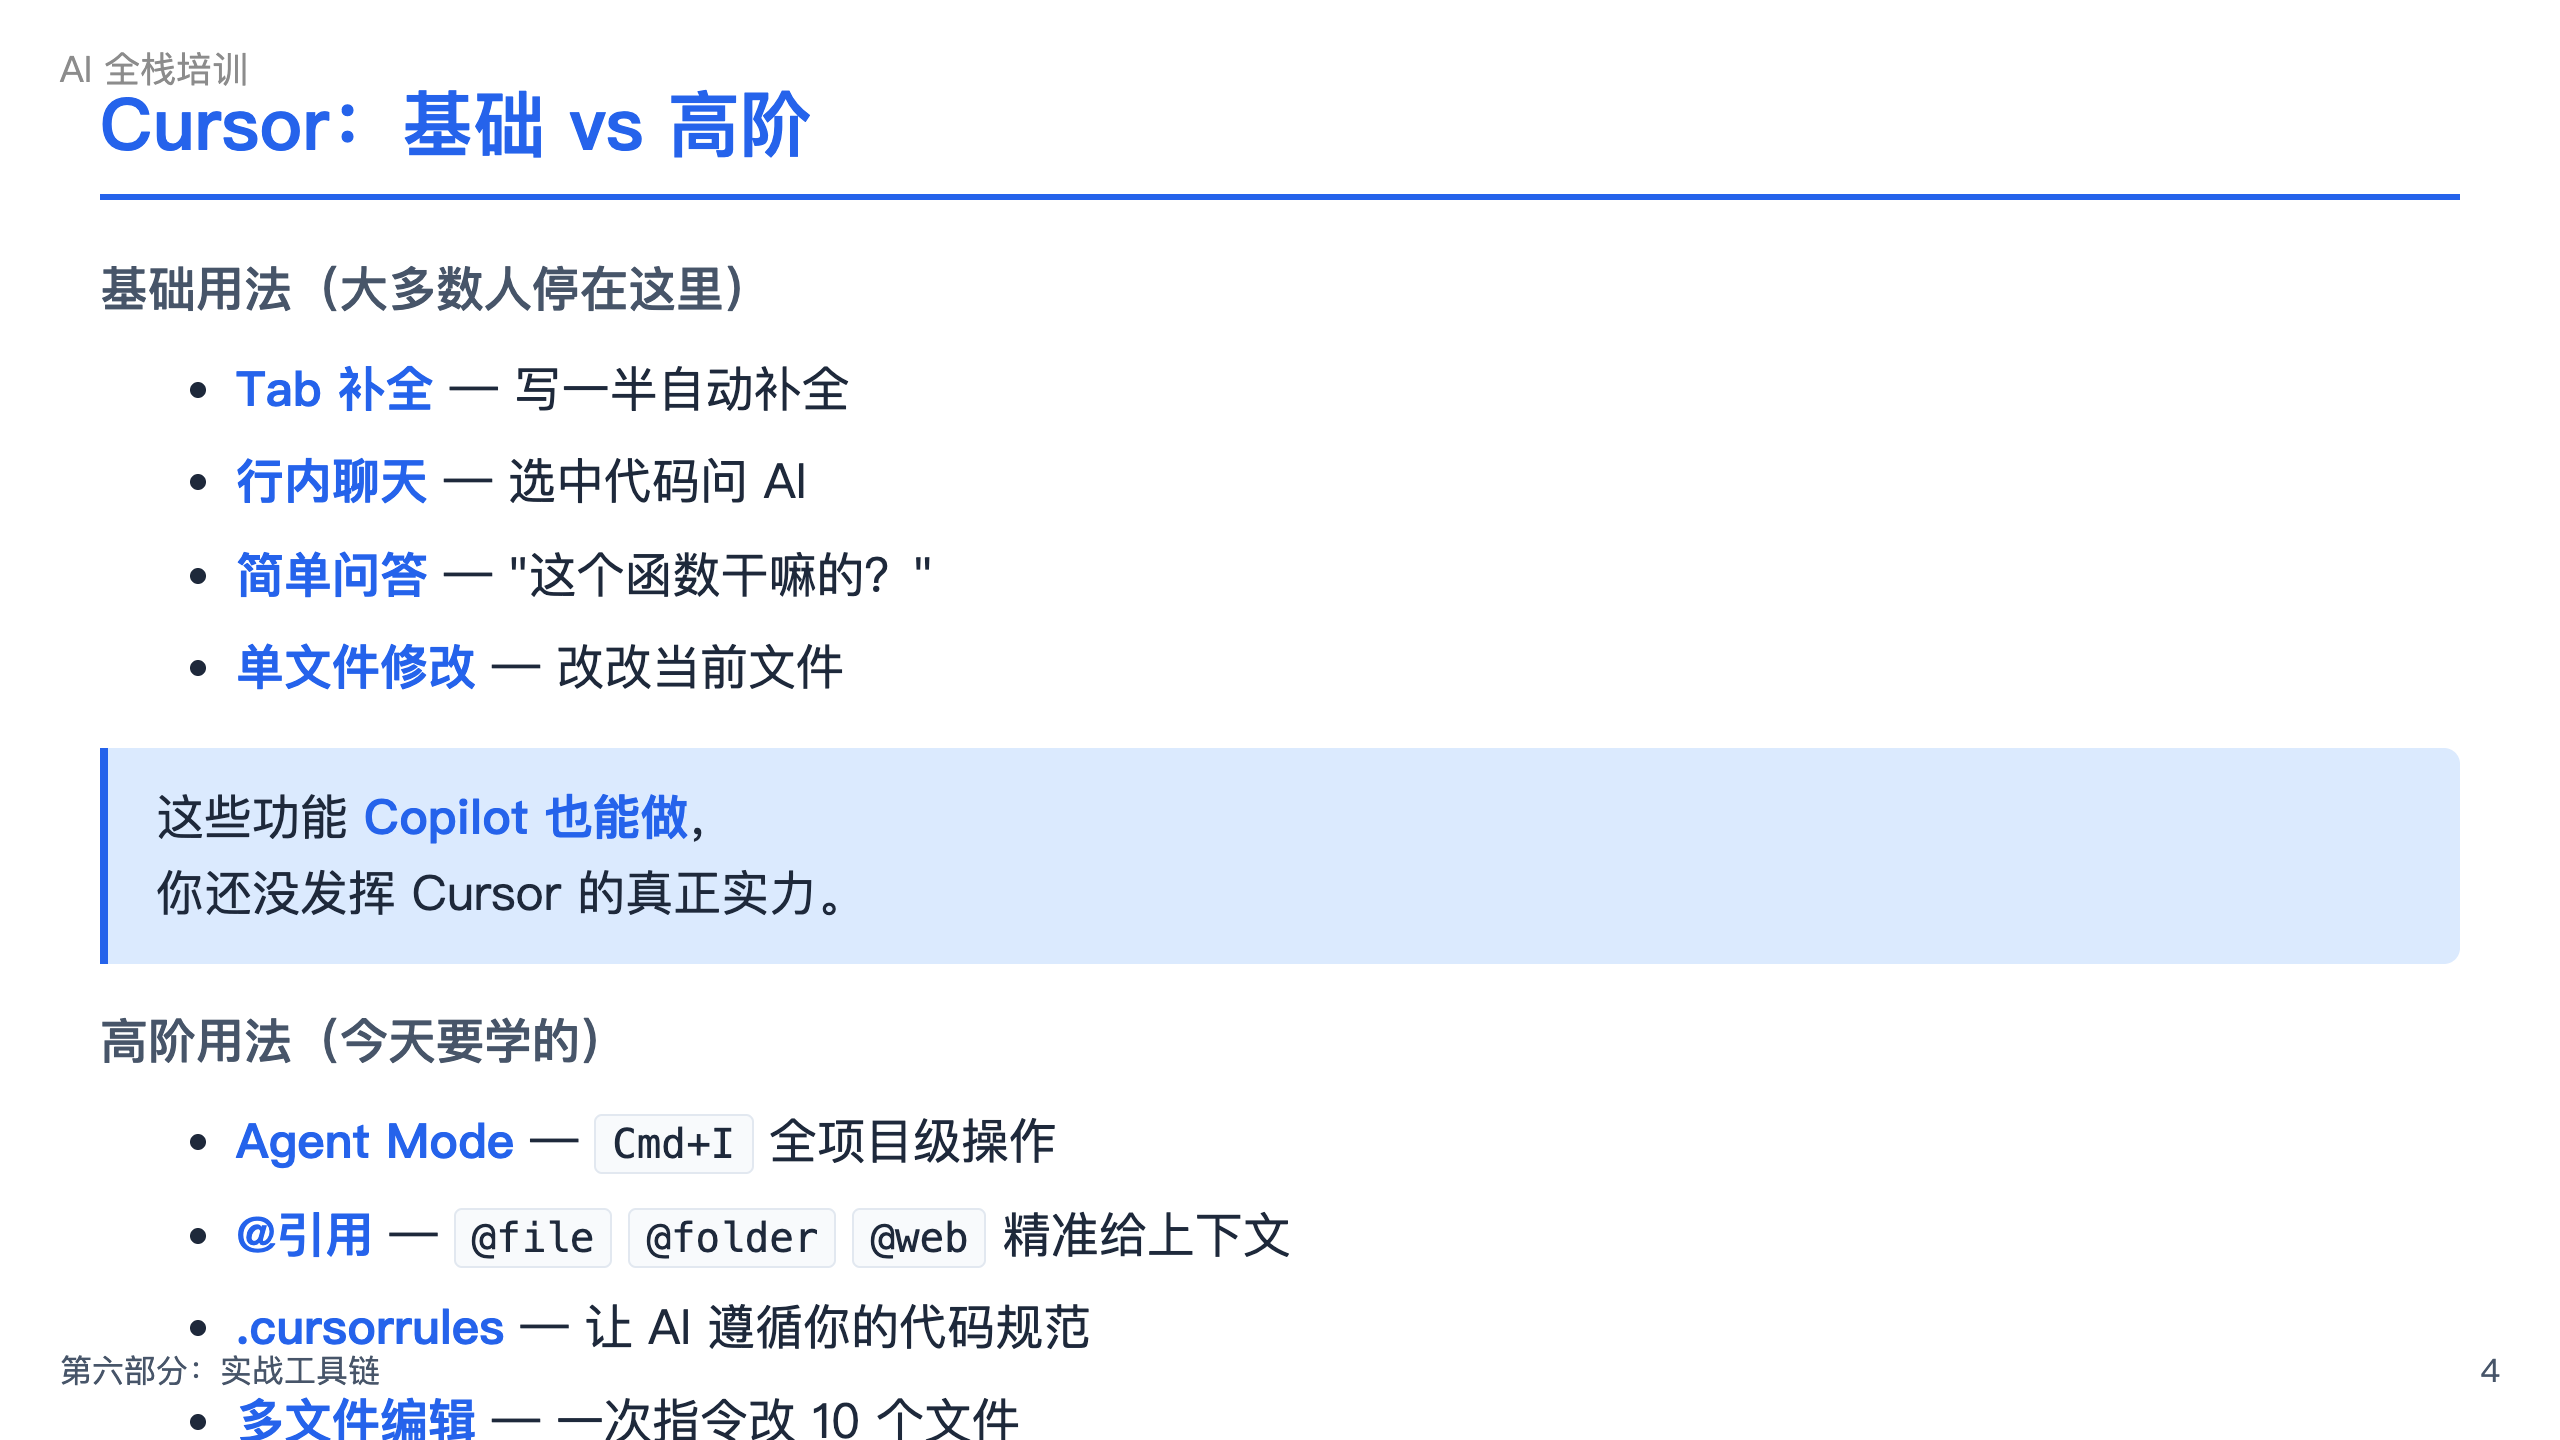 AI 全栈培训
Cursor：基础 vs 高阶
基础用法（大多数人停在这里）
• Tab 补全 — 写一半自动补全
• 行内聊天 — 选中代码问 AI
• 简单问答 — "这个函数干嘛的？"
• 单文件修改 — 改改当前文件
这些功能 Copilot 也能做，
你还没发挥 Cursor 的真正实力。
高阶用法（今天要学的）
• Agent Mode — Cmd+I 全项目级操作
• @引用 — @file @folder @web 精准给上下文
• .cursorrules — 让 AI 遵循你的代码规范
第六部分：实战工具链
4
• 多文件编辑 — 一次指令改 10 个文件